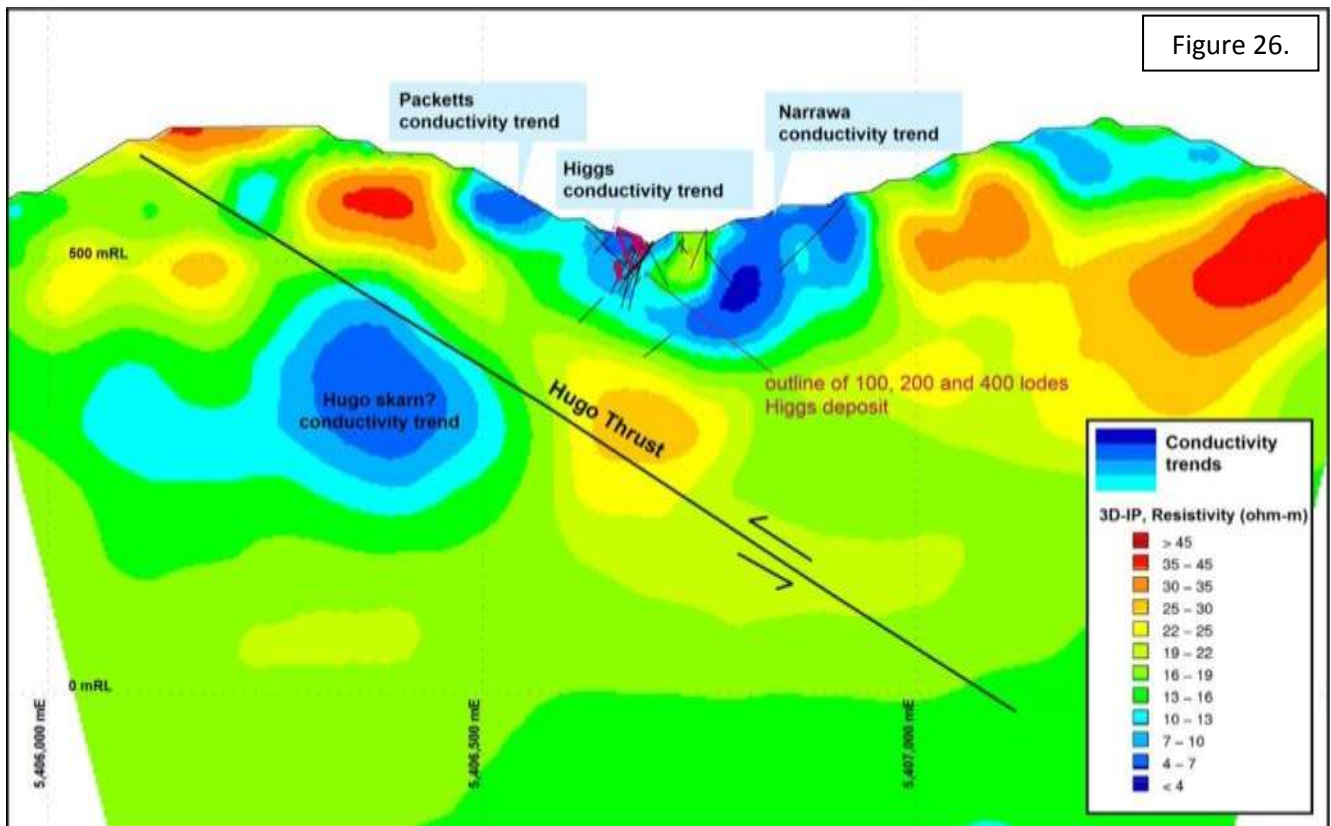 Figure 26.
Packetts
conductivity trend
Higgs
conductivity trend
Narrawa
conductivity trend
500 mRL
Hugo skarn?
conductivity trend
Hugo Thrust
outline of 100, 200 and 400 lodes
Higgs deposit
0 mRL
5,406,000 mE
5,406,500 mE
5,407,000 mE
Conductivity
trends
3D-IP, Resistivity (ohm-m)
> 45
35 – 45
30 – 35
25 – 30
22 – 25
19 – 22
16 – 19
13 – 16
10 – 13
7 – 10
4 – 7
< 4